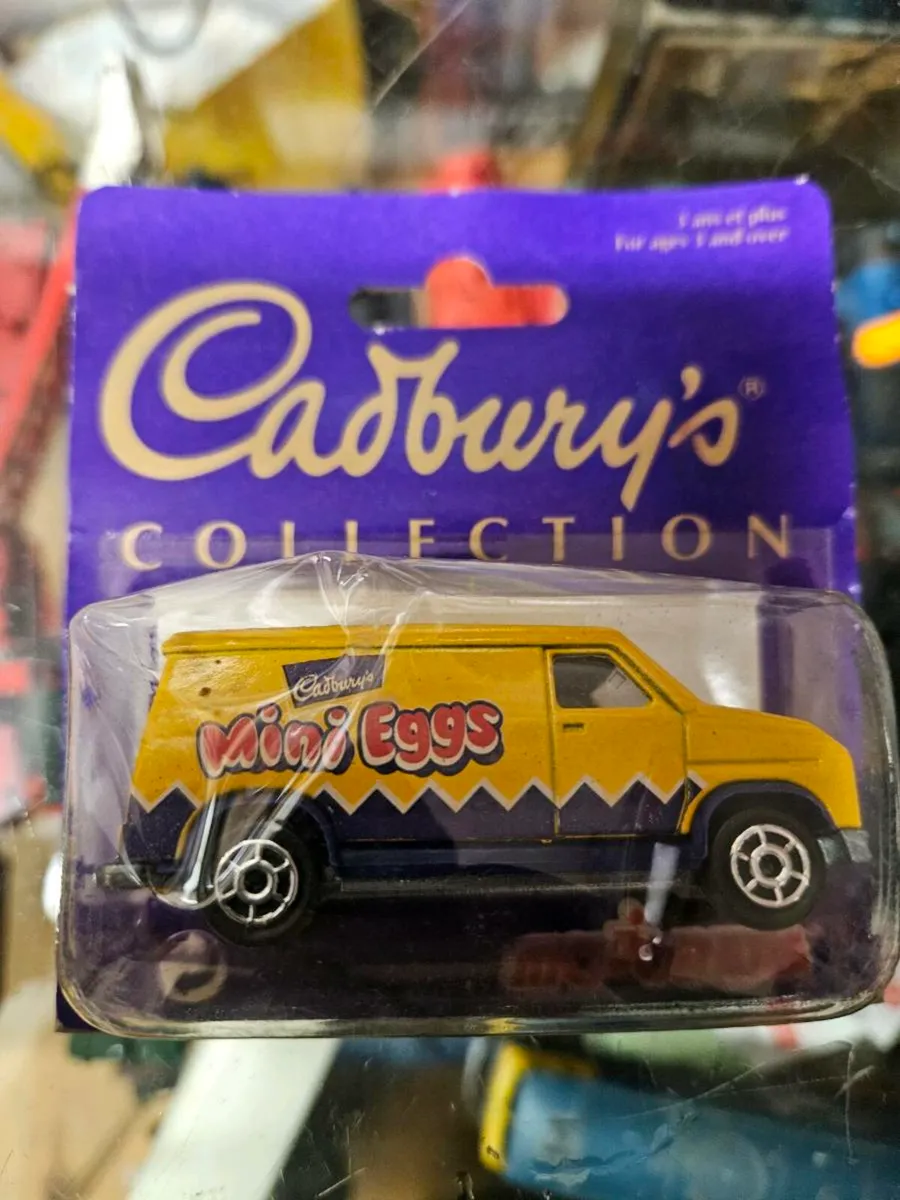 3 ans et plus
For ages 3 and over
Cadbury's®
COLLECTION
Cadbury's
Mini Eggs